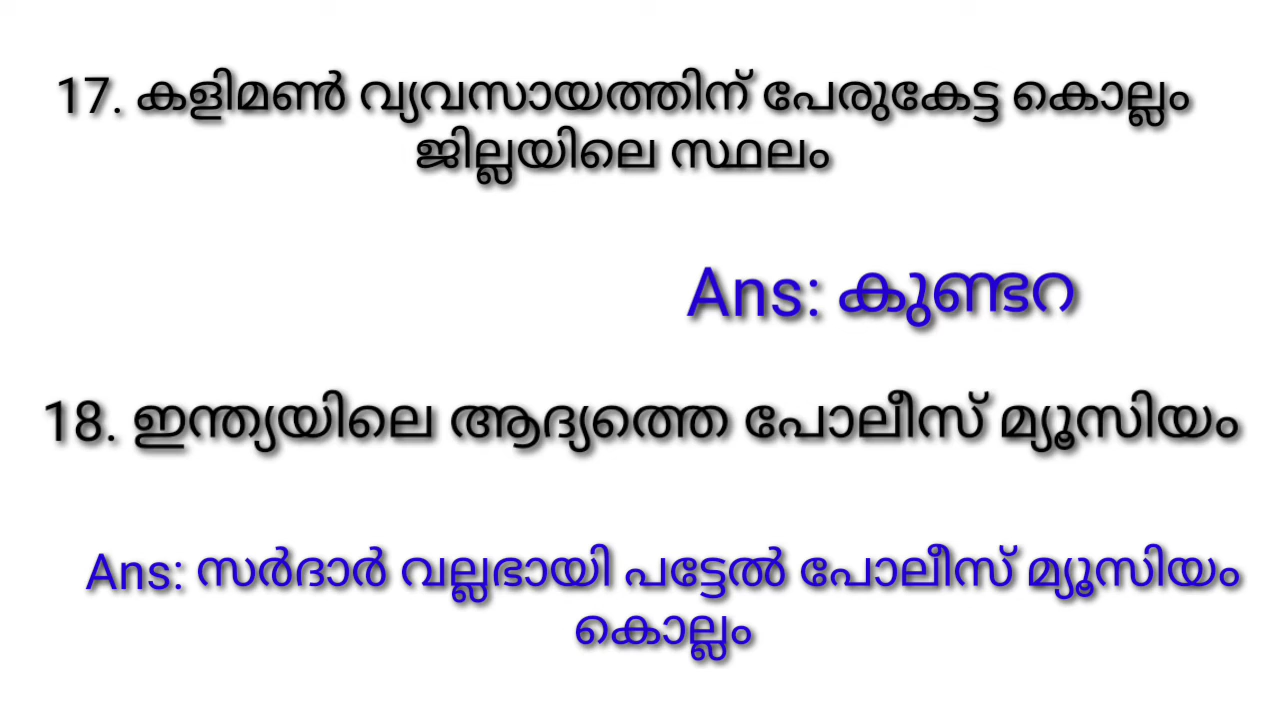 17. കളിമൺ വ്യവസായത്തിന് പേരുകേട്ട കൊല്ലം
ജില്ലയിലെ സ്ഥലം
Ans: കുണ്ടറ
18. ഇന്ത്യയിലെ ആദ്യത്തെ പോലീസ് മ്യൂസിയം
Ans: സർദാർ വല്ലഭായി പട്ടേൽ പോലീസ് മ്യൂസിയം
കൊല്ലം